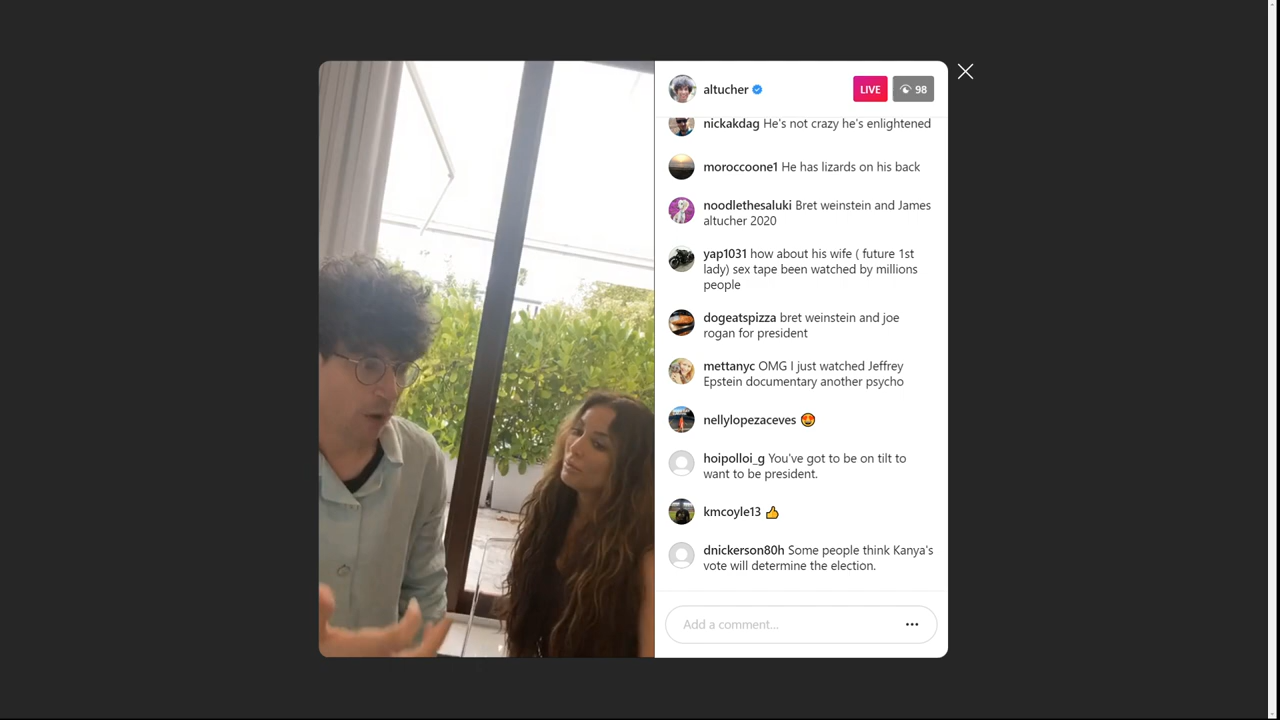 altucher
LIVE
98
nickakdag He's not crazy he's enlightened
moroccoone1 He has lizards on his back
noodlethesaluki Bret weinstein and James
altucher 2020
yap1031 how about his wife ( future 1st
lady) sex tape been watched by millions
people
dogeatspizza bret weinstein and joe
rogan for president
mettanyc OMG I just watched Jeffrey
Epstein documentary another psycho
nellylopezaceves 😍
hoipolloi_g You've got to be on tilt to
want to be president.
kmcoyle13 👍
dnickerson80h Some people think Kanya's
vote will determine the election.
Add a comment...